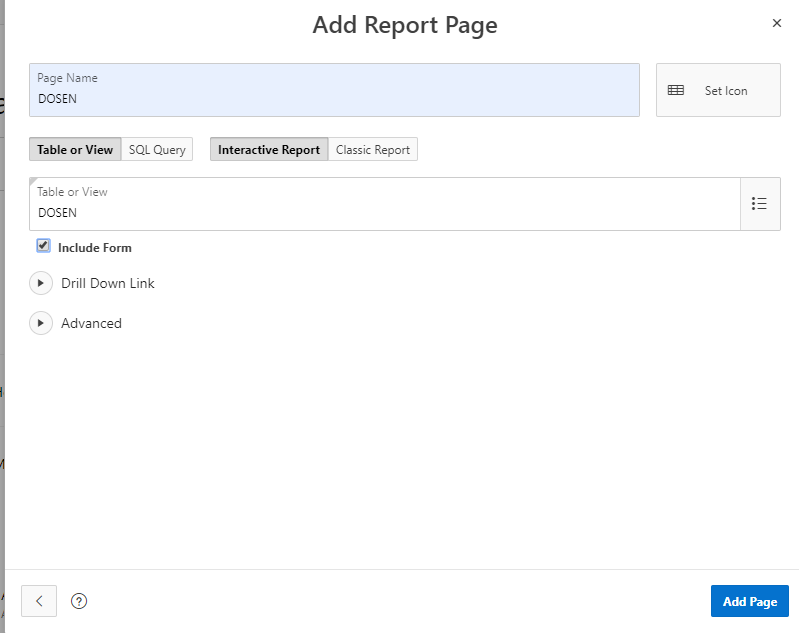 Add Report Page
Page Name
DOSEN
Set Icon
Table or View SQL Query Interactive Report Classic Report
Table or View
DOSEN
Include Form
Drill Down Link
Advanced
Add Page